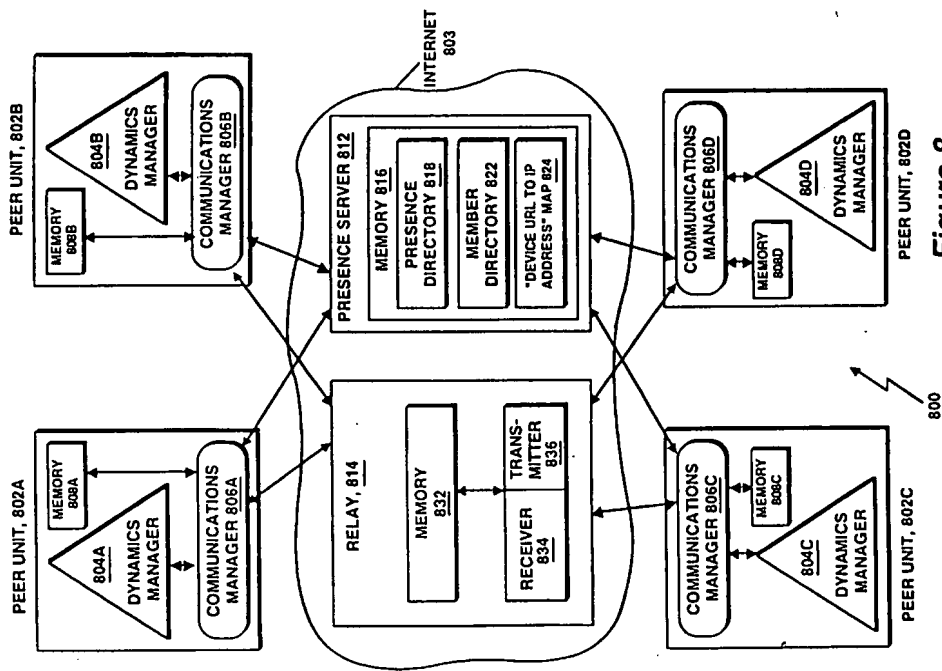 PEER UNIT, 802A
MEMORY
808A
804A
DYNAMICS
MANAGER
COMMUNICATIONS
MANAGER 806A
PEER UNIT, 802B
MEMORY
808B
804B
DYNAMICS
MANAGER
COMMUNICATIONS
MANAGER 806B
INTERNET
803
RELAY, 814
MEMORY
832
RECEIVER
834
TRANS-
MITTER
836
PRESENCE SERVER 812
MEMORY 816
PRESENCE
DIRECTORY 818
MEMBER
DIRECTORY 822
"DEVICE URL TO IP
ADDRESS" MAP 824
COMMUNICATIONS
MANAGER 806C
MEMORY
808C
804C
DYNAMICS
MANAGER
PEER UNIT, 802C
COMMUNICATIONS
MANAGER 806D
MEMORY
808D
804D
DYNAMICS
MANAGER
PEER UNIT, 802D
800
Figure 8